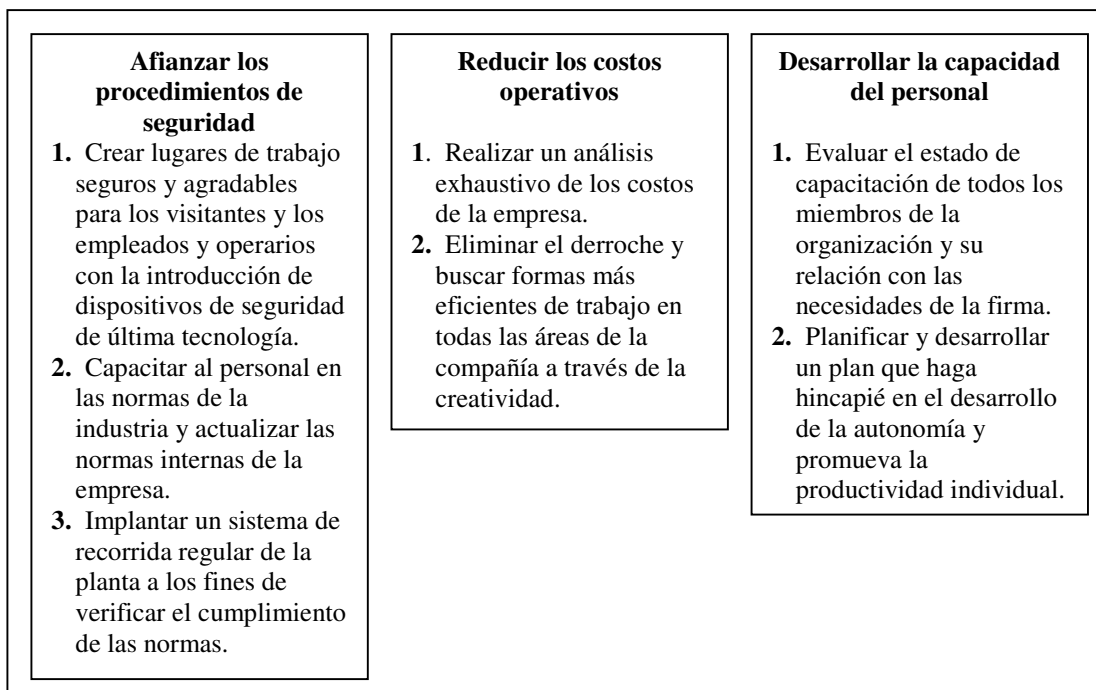 Afianzar los
procedimientos de
seguridad
1. Crear lugares de trabajo
seguros y agradables
para los visitantes y los
empleados y operarios
con la introducción de
dispositivos de seguridad
de última tecnología.
2. Capacitar al personal en
las normas de la
industria y actualizar las
normas internas de la
empresa.
3. Implantar un sistema de
recorrida regular de la
planta a los fines de
verificar el cumplimiento
de las normas.
Reducir los costos
operativos
1. Realizar un análisis
exhaustivo de los costos
de la empresa.
2. Eliminar el derroche y
buscar formas más
eficientes de trabajo en
todas las áreas de la
compañía a través de la
creatividad.
Desarrollar la capacidad
del personal
1. Evaluar el estado de
capacitación de todos los
miembros de la
organización y su
relación con las
necesidades de la firma.
2. Planificar y desarrollar
un plan que haga
hincapié en el desarrollo
de la autonomía y
promueva la
productividad individual.